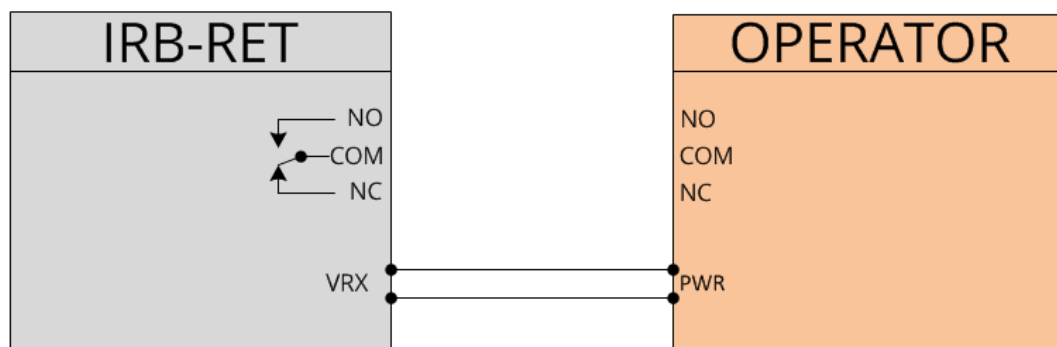 IRB-RET
OPERATOR
NO
COM
NC
VRX
NO
COM
NC
PWR